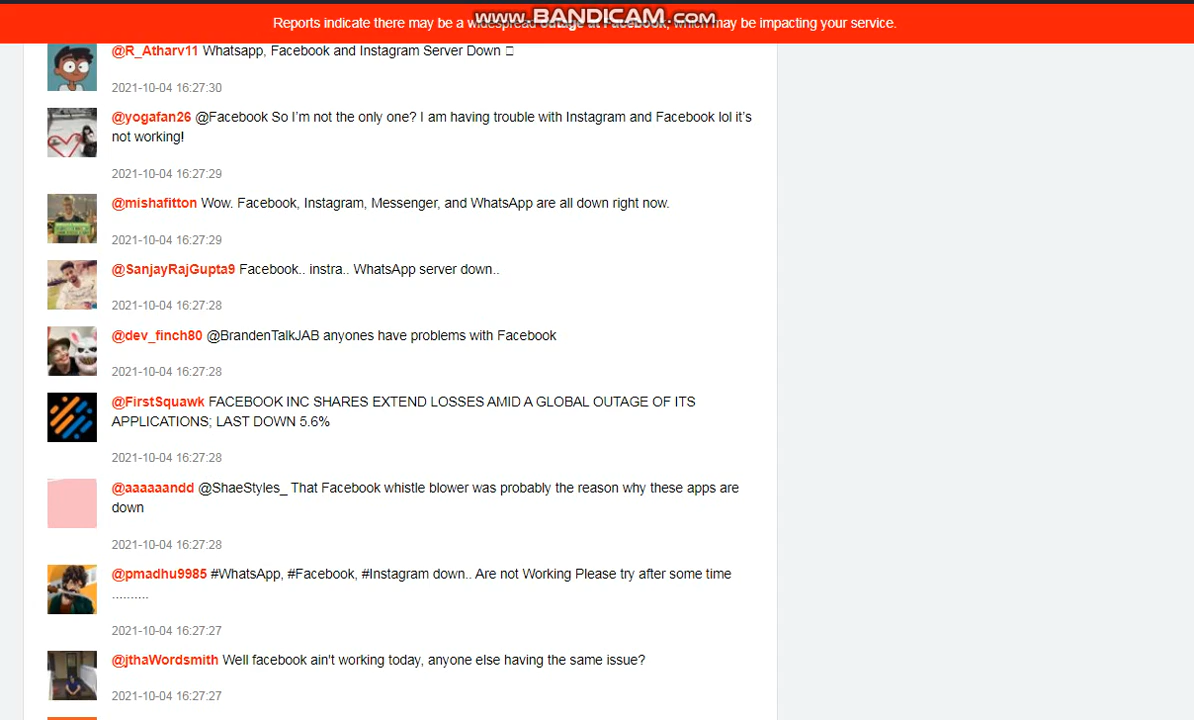 www.BANDICAM.com
Reports indicate there may be a widespread outage at Facebook, which may be impacting your service.
@R_Atharv11 Whatsapp, Facebook and Instagram Server Down
2021-10-04 16:27:30
@yogafan26 @Facebook So I'm not the only one? I am having trouble with Instagram and Facebook lol it's
not working!
2021-10-04 16:27:29
@mishafitton Wow. Facebook, Instagram, Messenger, and WhatsApp are all down right now.
2021-10-04 16:27:29
@SanjayRajGupta9 Facebook.. instra.. WhatsApp server down..
2021-10-04 16:27:28
@dev_finch80 @BrandenTalkJAB anyones have problems with Facebook
2021-10-04 16:27:28
@FirstSquawk FACEBOOK INC SHARES EXTEND LOSSES AMID A GLOBAL OUTAGE OF ITS
APPLICATIONS; LAST DOWN 5.6%
2021-10-04 16:27:28
@aaaaaandd @ShaeStyles_ That Facebook whistle blower was probably the reason why these apps are
down
2021-10-04 16:27:28
@pmadhu9985 #WhatsApp, #Facebook, #Instagram down.. Are not Working Please try after some time
..........
2021-10-04 16:27:27
@jthaWordsmith Well facebook ain't working today, anyone else having the same issue?
2021-10-04 16:27:27